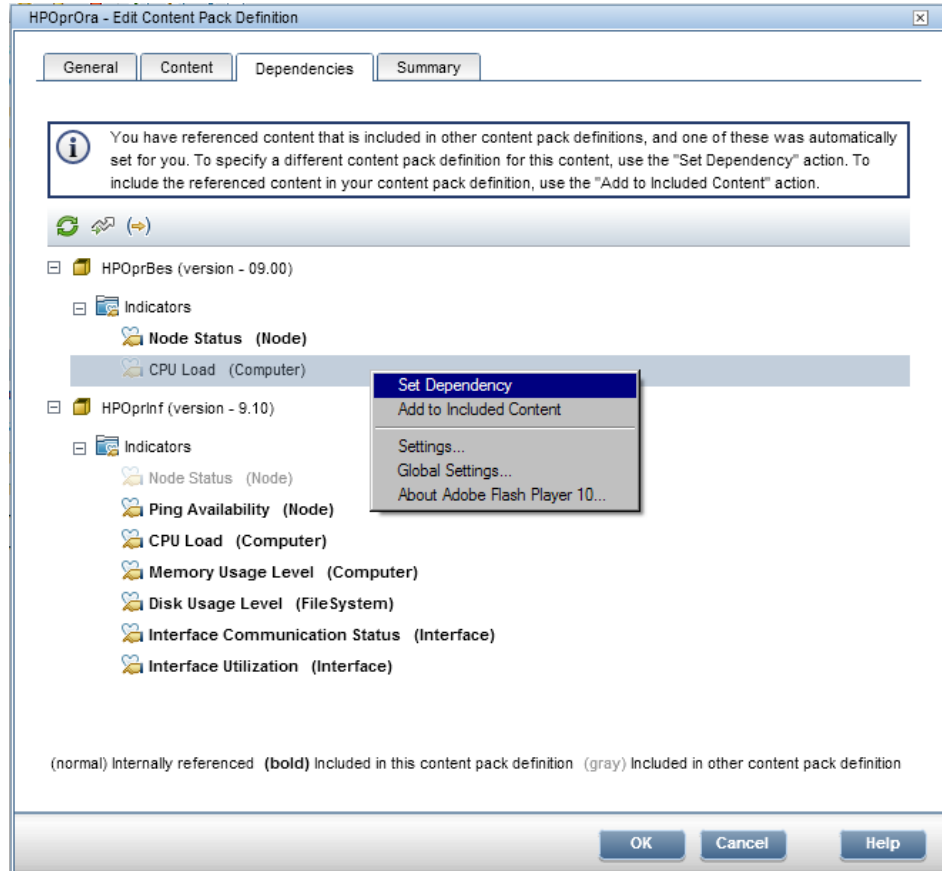 HPOprOra - Edit Content Pack Definition
General
Content
Dependencies
Summary
You have referenced content that is included in other content pack definitions, and one of these was automatically
set for you. To specify a different content pack definition for this content, use the "Set Dependency" action. To
include the referenced content in your content pack definition, use the "Add to Included Content" action.
HPOprBes (version - 09.00)
Indicators
Node Status (Node)
CPU Load (Computer)
Set Dependency
Add to Included Content
Settings...
Global Settings...
About Adobe Flash Player 10...
HPOprInf (version - 9.10)
Indicators
Node Status (Node)
Ping Availability (Node)
CPU Load (Computer)
Memory Usage Level (Computer)
Disk Usage Level (FileSystem)
Interface Communication Status (Interface)
Interface Utilization (Interface)
(normal) Internally referenced (bold) Included in this content pack definition (gray) Included in other content pack definition
OK
Cancel
Help